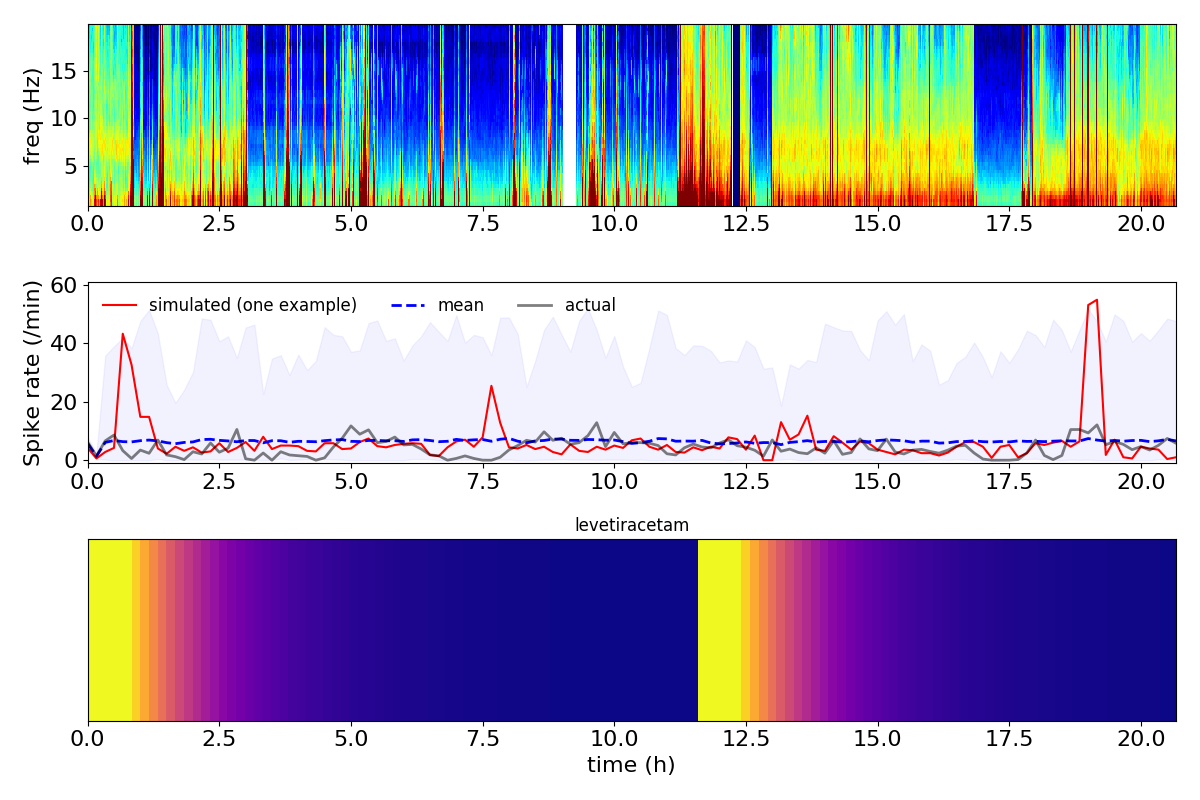 freq (Hz)
15
10
5
0.0 2.5 5.0 7.5 10.0 12.5 15.0 17.5 20.0
Spike rate (/min)
60
40
20
0
simulated (one example) mean actual
0.0 2.5 5.0 7.5 10.0 12.5 15.0 17.5 20.0
levetiracetam
0.0 2.5 5.0 7.5 10.0 12.5 15.0 17.5 20.0
time (h)